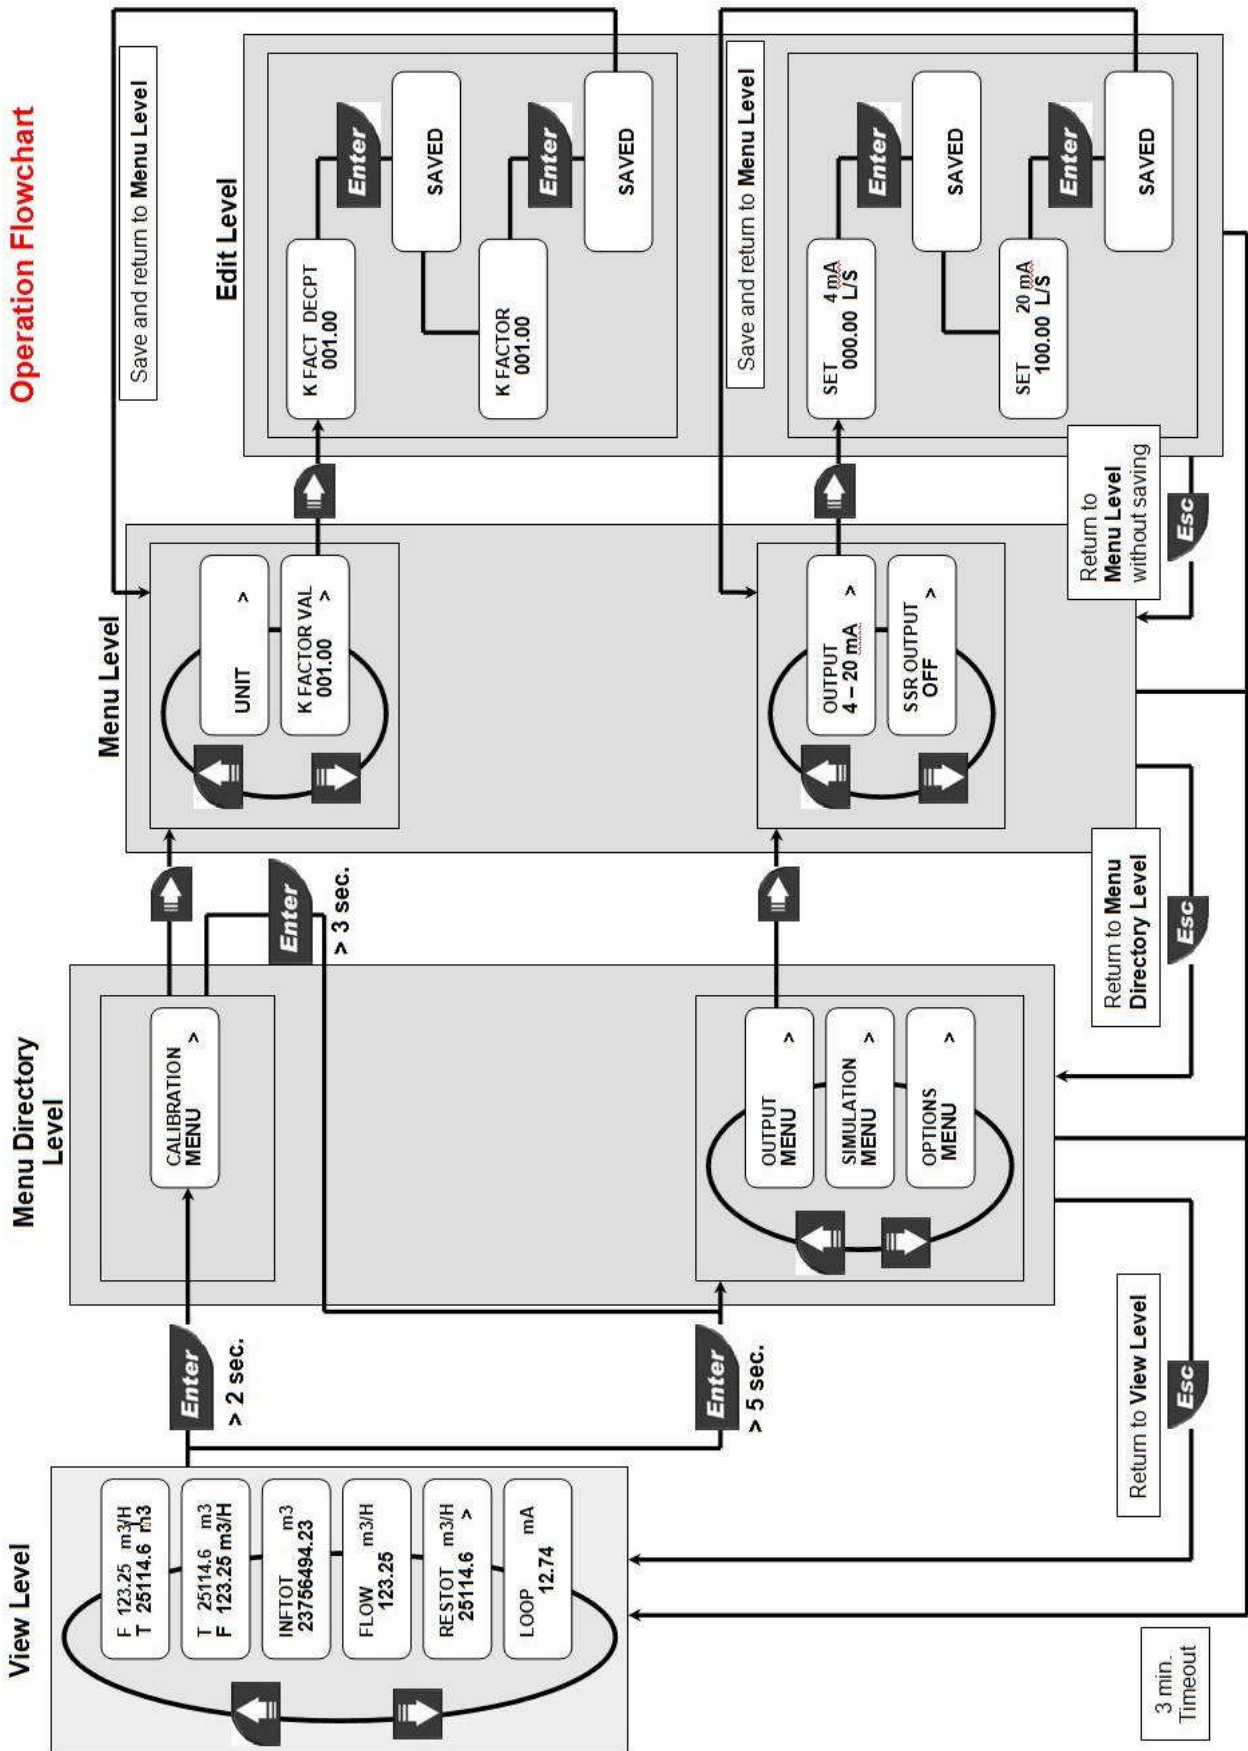 Operation Flowchart
View Level
F 123.25 m3/H
T 25114.6 m3
T 25114.6 m3
F 123.25 m3/H
INFTOT m3
23756494.23
FLOW m3/H
123.25
RESTOT m3/H
25114.6 >
LOOP mA
12.74
3 min.
Timeout
Enter
> 2 sec.
Enter
> 5 sec.
Return to View Level
Esc
Menu Directory
Level
CALIBRATION
MENU >
OUTPUT
MENU >
SIMULATION
MENU >
OPTIONS
MENU >
Enter
> 3 sec.
Return to Menu
Directory Level
Esc
Menu Level
UNIT >
K FACTOR VAL
001.00 >
OUTPUT
4 – 20 mA >
SSR OUTPUT
OFF >
Return to
Menu Level
without saving
Esc
Save and return to Menu Level
Edit Level
K FACT DECPT
001.00
Enter
SAVED
K FACTOR
001.00
Enter
SAVED
Save and return to Menu Level
SET 4 mA
000.00 L/S
Enter
SAVED
SET 20 mA
100.00 L/S
Enter
SAVED